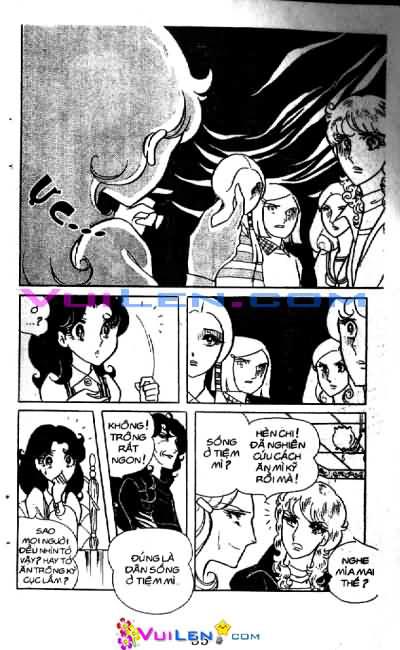 ỰC...
Ơ
...?
VuiLen.com
KHÔNG!
TRÔNG
RẤT
NGON!
SỐNG
Ở TIỆM
MÌ?
HÈN CHI!
ĐÃ NGHIÊN
CỨU CÁCH
ĂN MÌ KỸ
RỒI MÀ!
SAO
MỌI NGƯỜI
ĐỀU NHÌN TỚ
VẬY? HAY TỚ
ĂN TRÔNG KỲ
CỤC LẮM?
ĐÚNG LÀ
DÂN SỐNG
Ở TIỆM MÌ.
NGHE
MỈA MAI
THẾ?
VuiLen.com